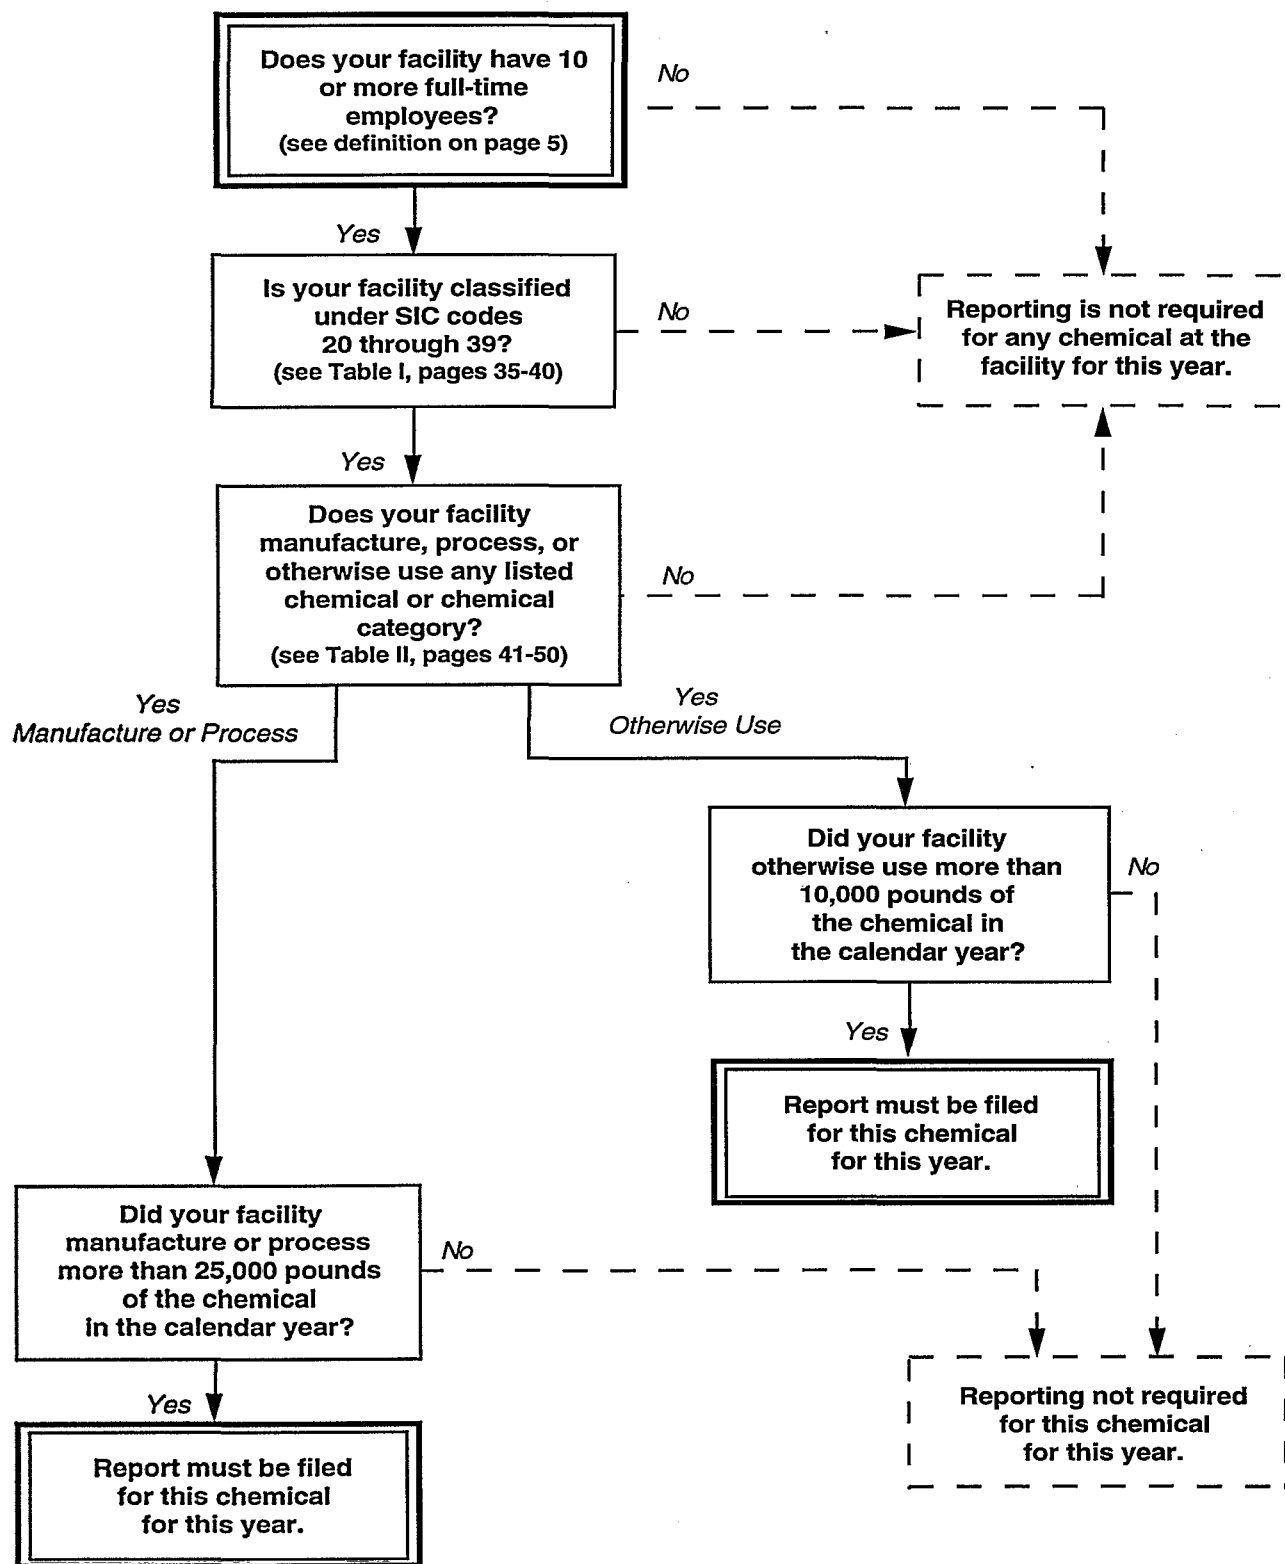 Does your facility have 10
or more full-time
employees?
(see definition on page 5)
No
Yes
Is your facility classified
under SIC codes
20 through 39?
(see Table I, pages 35-40)
No
Reporting is not required
for any chemical at the
facility for this year.
Yes
Does your facility
manufacture, process, or
otherwise use any listed
chemical or chemical
category?
(see Table II, pages 41-50)
No
Yes
Manufacture or Process
Yes
Otherwise Use
Did your facility
otherwise use more than
10,000 pounds of
the chemical in
the calendar year?
No
Yes
Report must be filed
for this chemical
for this year.
Did your facility
manufacture or process
more than 25,000 pounds
of the chemical
in the calendar year?
No
Yes
Reporting not required
for this chemical
for this year.
Report must be filed
for this chemical
for this year.